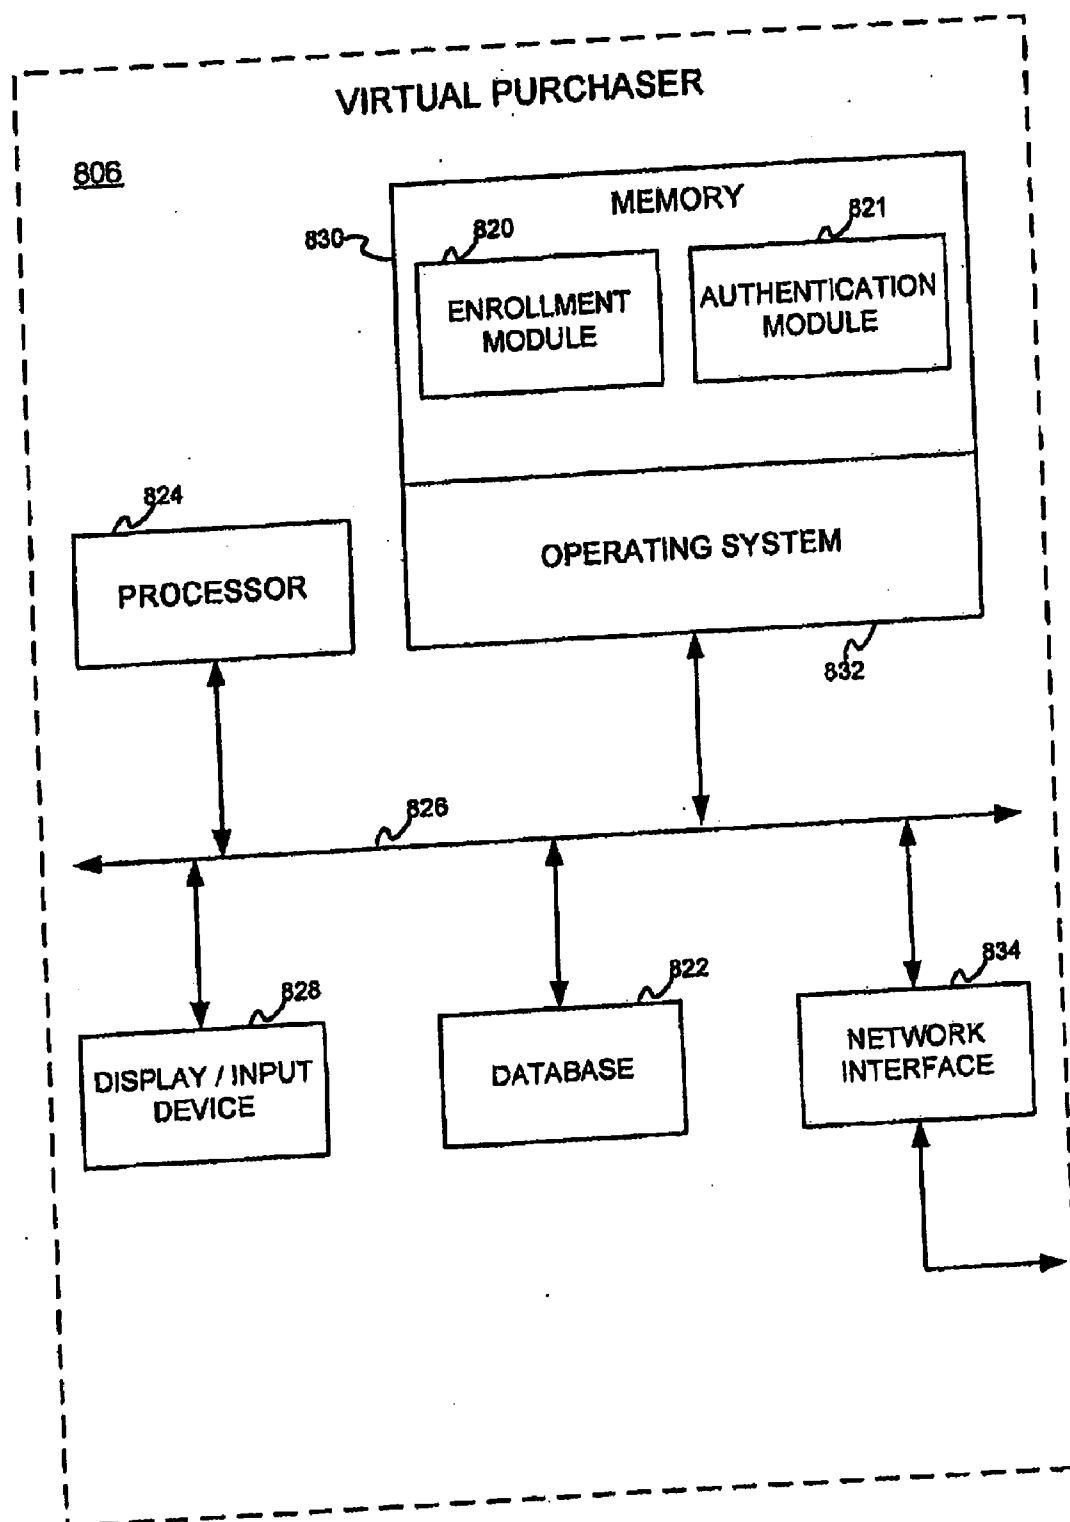 VIRTUAL PURCHASER
806
MEMORY
830
820
821
ENROLLMENT
MODULE
AUTHENTICATION
MODULE
824
PROCESSOR
OPERATING SYSTEM
832
826
828
822
834
DISPLAY / INPUT
DEVICE
DATABASE
NETWORK
INTERFACE